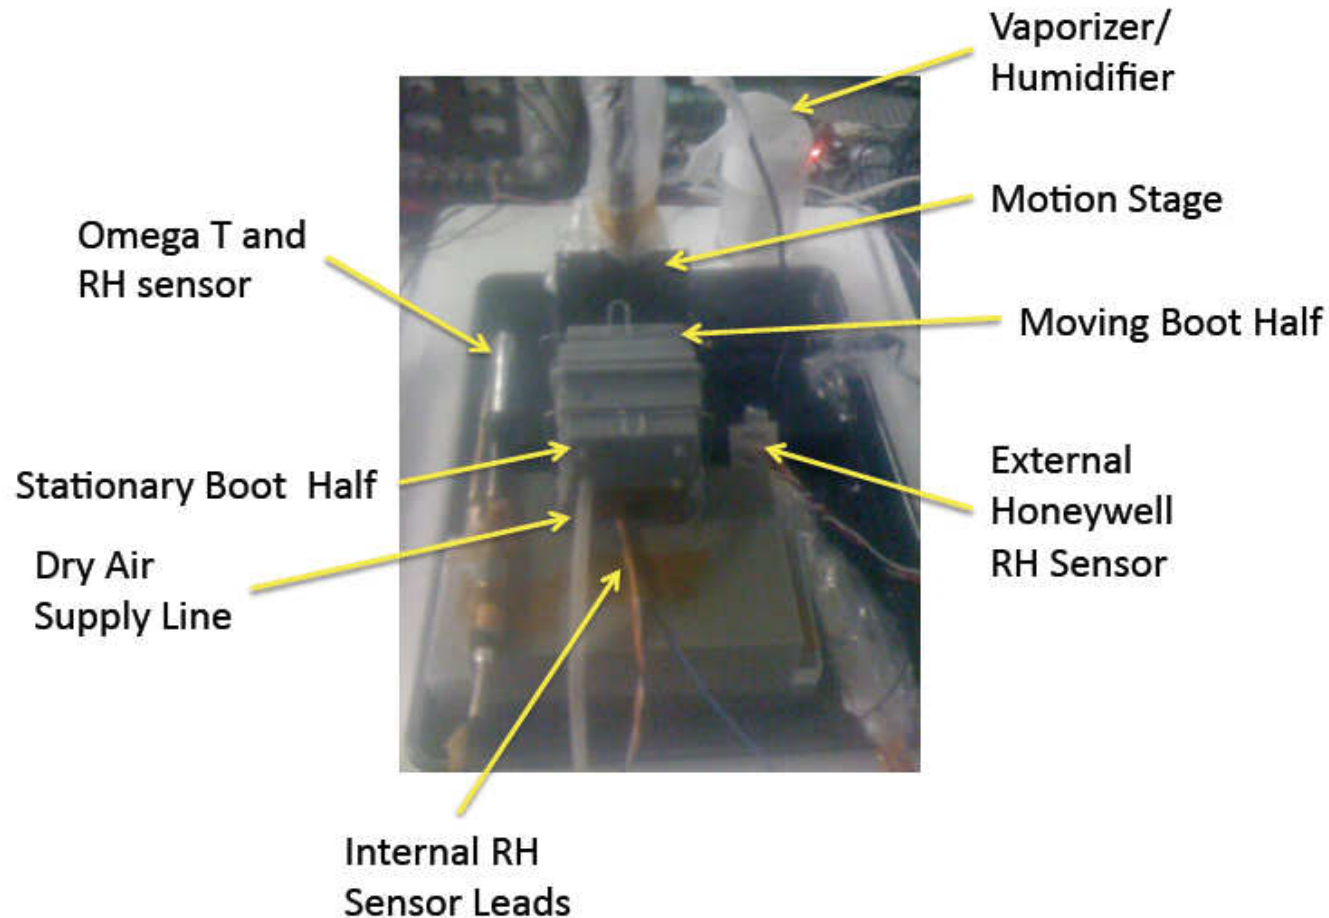 Vaporizer/
Humidifier
Motion Stage
Omega T and
RH sensor
Moving Boot Half
Stationary Boot  Half
External
Honeywell
RH Sensor
Dry Air
Supply Line
Internal RH
Sensor Leads